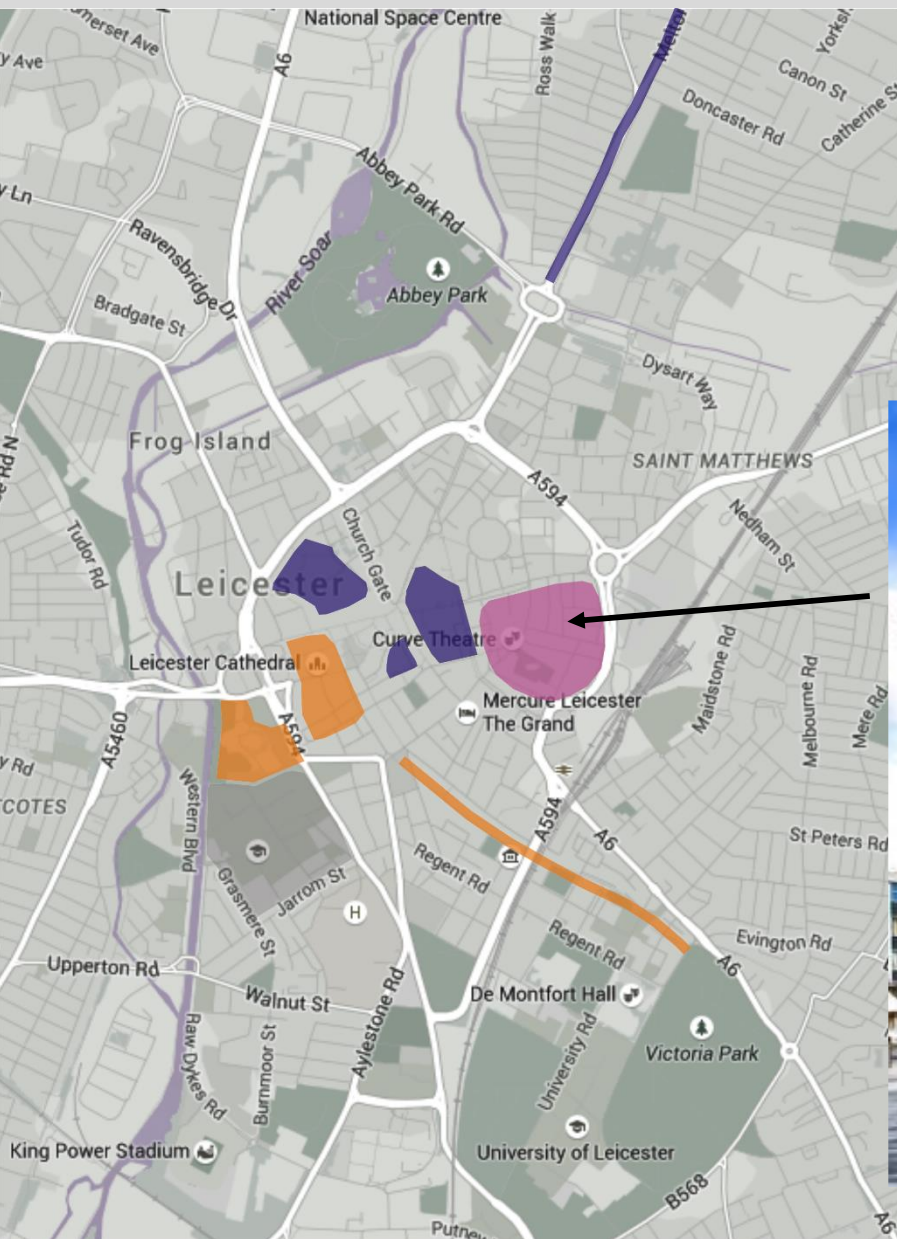 National Space Centre
A6
Ross Walk
Canon St
Doncaster Rd
Abbey Park Rd
Ravensbridge Dr
River Soar
Abbey Park
Bradgate St
Dysart Way
Frog Island
SAINT MATTHEWS
A594
Nedham St
Tudor Rd
Church Gate
Leicester
Curve Theatre
Leicester Cathedral
Maidstone Rd
Melbourne Rd
Mere Rd
Mercure Leicester
The Grand
A594
A5460
Western Blvd
A594
A6
St Peters Rd
Regent Rd
Grasmere St
Jarrom St
H
Regent Rd
Evington Rd
A6
Upperton Rd
Walnut St
De Montfort Hall
Aylestone Rd
University Rd
Victoria Park
Raw Dykes Rd
Burnmoor St
King Power Stadium
University of Leicester
B568
A6